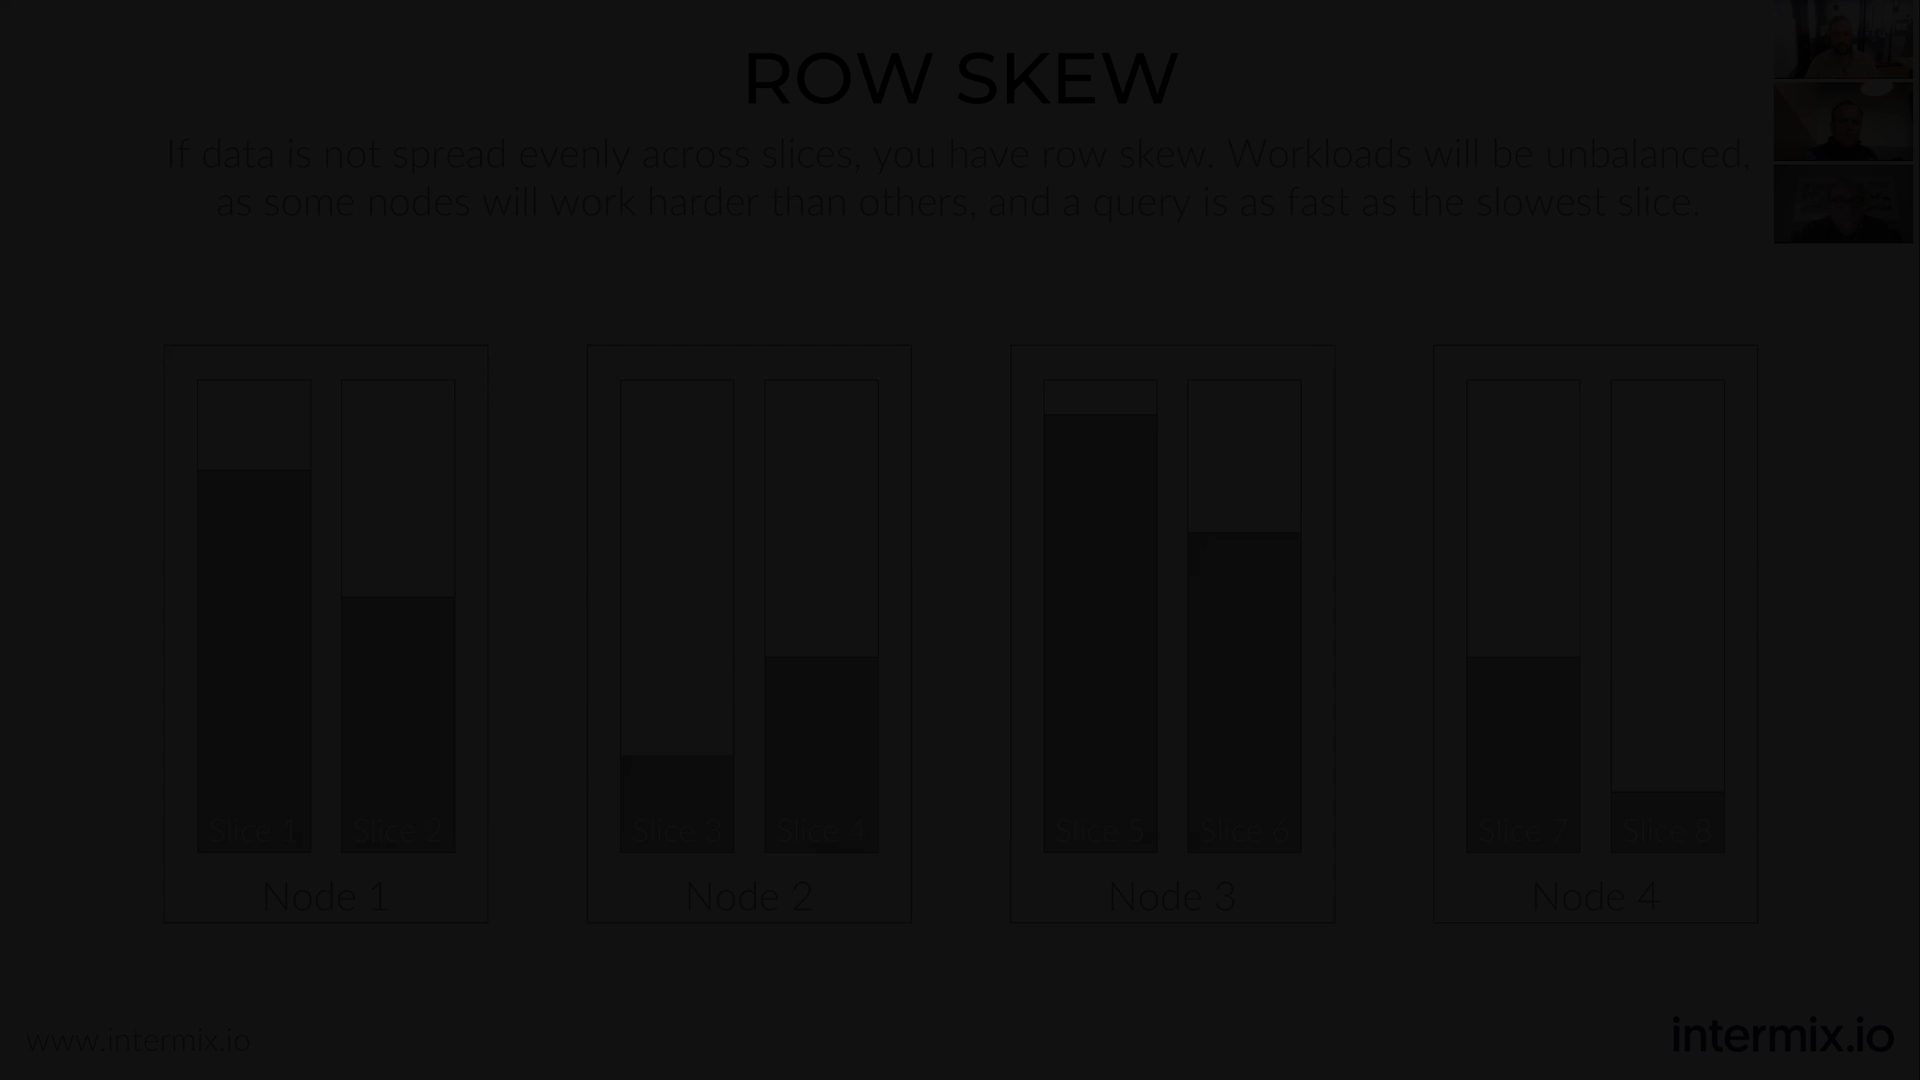 ROW SKEW
If data is not spread evenly across slices, you have row skew. Workloads will be unbalanced,
as some nodes will work harder than others, and a query is as fast as the slowest slice.
Slice 1
Slice 2
Slice 3
Slice 4
Slice 5
Slice 6
Slice 7
Slice 8
Node 1
Node 2
Node 3
Node 4
www.intermix.io
intermix.io